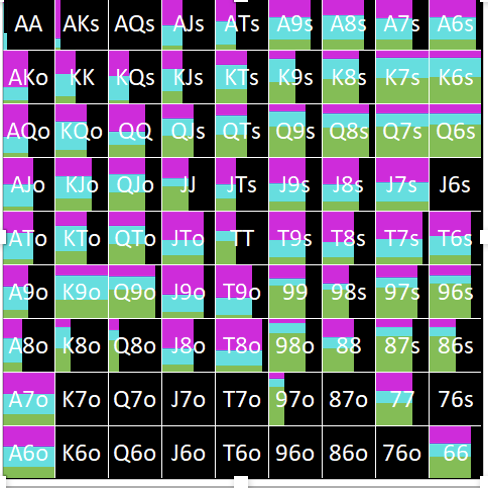 AA AKs AQs AJs ATs A9s A8s A7s A6s
AKo KK KQs KJs KTs K9s K8s K7s K6s
AQo KQo QQ QJs QTs Q9s Q8s Q7s Q6s
AJo KJo QJo JJ JTs J9s J8s J7s J6s
ATo KTo QTo JTo TT T9s T8s T7s T6s
A9o K9o Q9o J9o T9o 99 98s 97s 96s
A8o K8o Q8o J8o T8o 98o 88 87s 86s
A7o K7o Q7o J7o T7o 97o 87o 77 76s
A6o K6o Q6o J6o T6o 96o 86o 76o 66